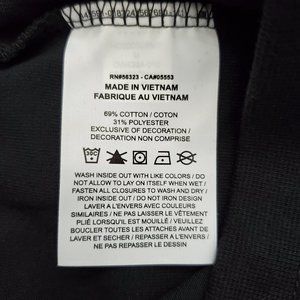 RN#56323 - CA#05553
MADE IN VIETNAM
FABRIQUE AU VIETNAM
69% COTTON / COTON
31% POLYESTER
EXCLUSIVE OF DECORATION /
DECORATION NON COMPRISE
30C
WASH INSIDE OUT WITH LIKE COLORS / DO
NOT ALLOW TO LAY ON ITSELF WHEN WET /
FASTEN ALL CLOSURES TO WASH AND DRY /
IRON INSIDE OUT / DO NOT IRON DESIGN
LAVER A L'ENVERS AVEC COULEURS
SIMILAIRES / NE PAS LAISSER LE VÊTEMENT
PLIÉ LORSQU'IL EST MOUILLÉ / VEUILLEZ
BOUCLER TOUTES LES ATTACHES AVANT DE
LAVER ET SECHER / REPASSER A L'ENVERS
/ NE PAS REPASSER LE DESSIN